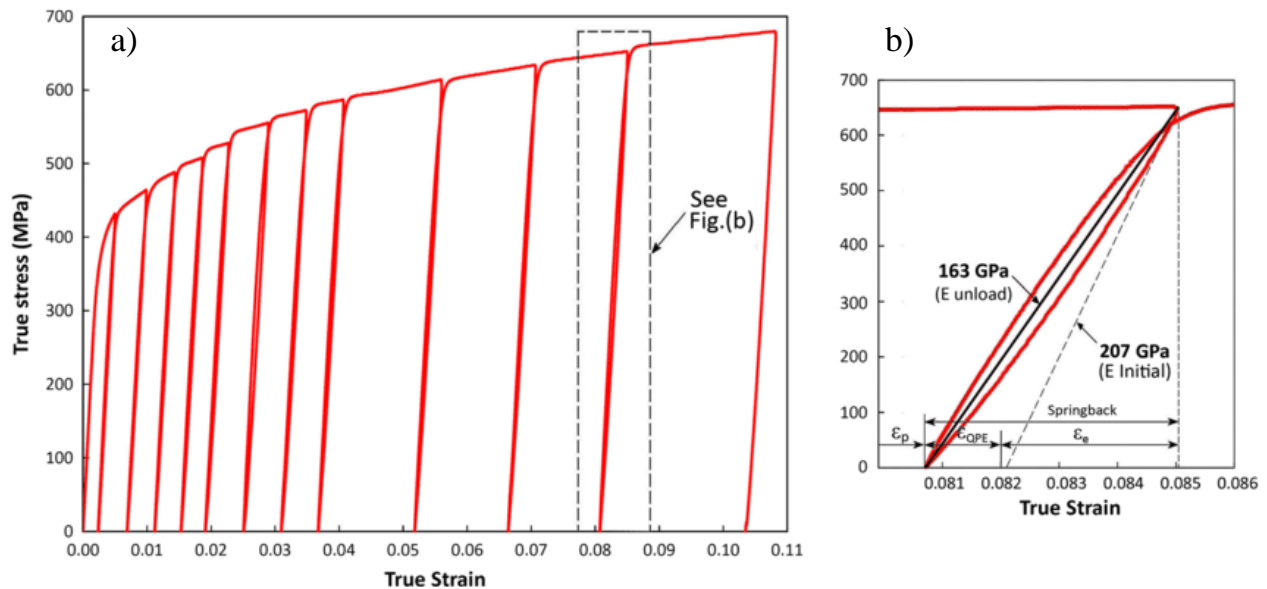 a)
700
600
500
400
300
200
100
0
True stress (MPa)
See
Fig.(b)
0.00 0.01 0.02 0.03 0.04 0.05 0.06 0.07 0.08 0.09 0.10 0.11
True Strain
b)
700
600
500
400
300
200
100
0
163 GPa
(E unload)
207 GPa
(E Initial)
Springback
εp εQPE εe
0.081 0.082 0.083 0.084 0.085 0.086
True Strain